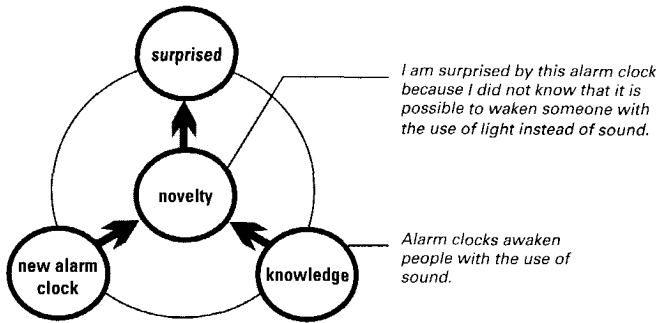 surprised
I am surprised by this alarm clock
because I did not know that it is
possible to waken someone with
the use of light instead of sound.
novelty
new alarm
clock
knowledge
Alarm clocks awaken
people with the use of
sound.